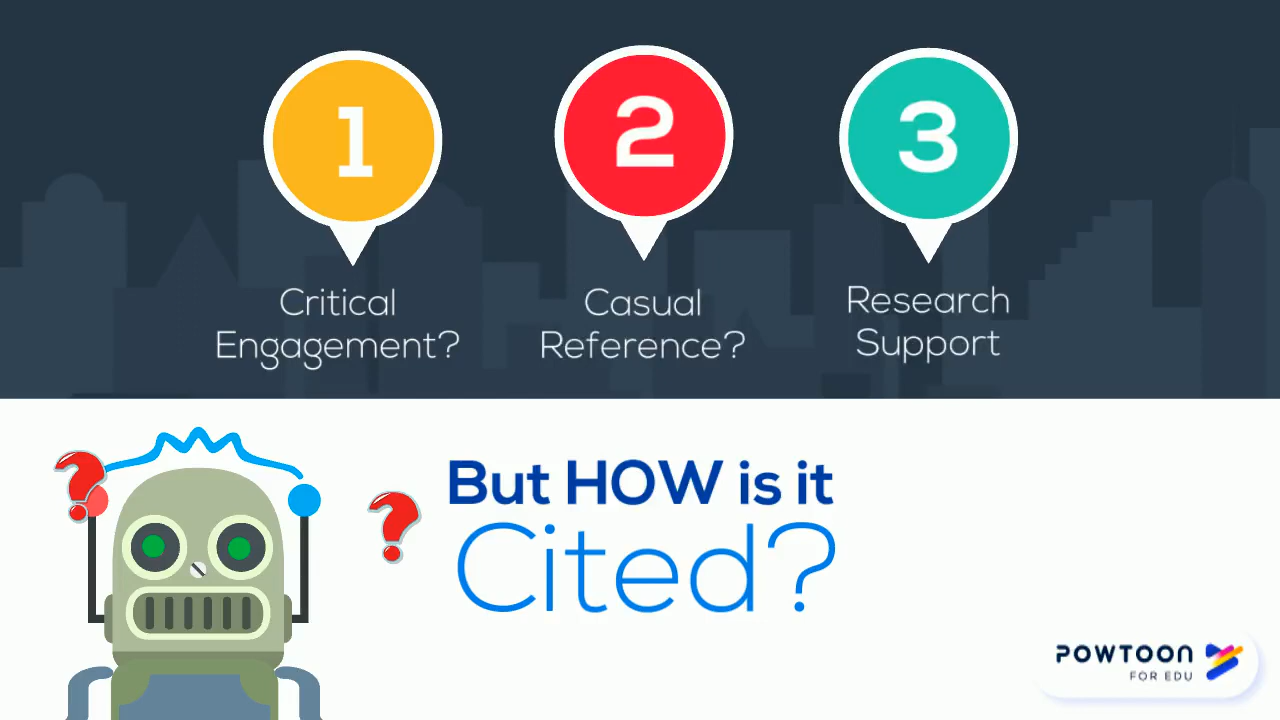 1
2
3
Critical
Engagement?
Casual
Reference?
Research
Support
But HOW is it
Cited?
POWTOON
FOR EDU